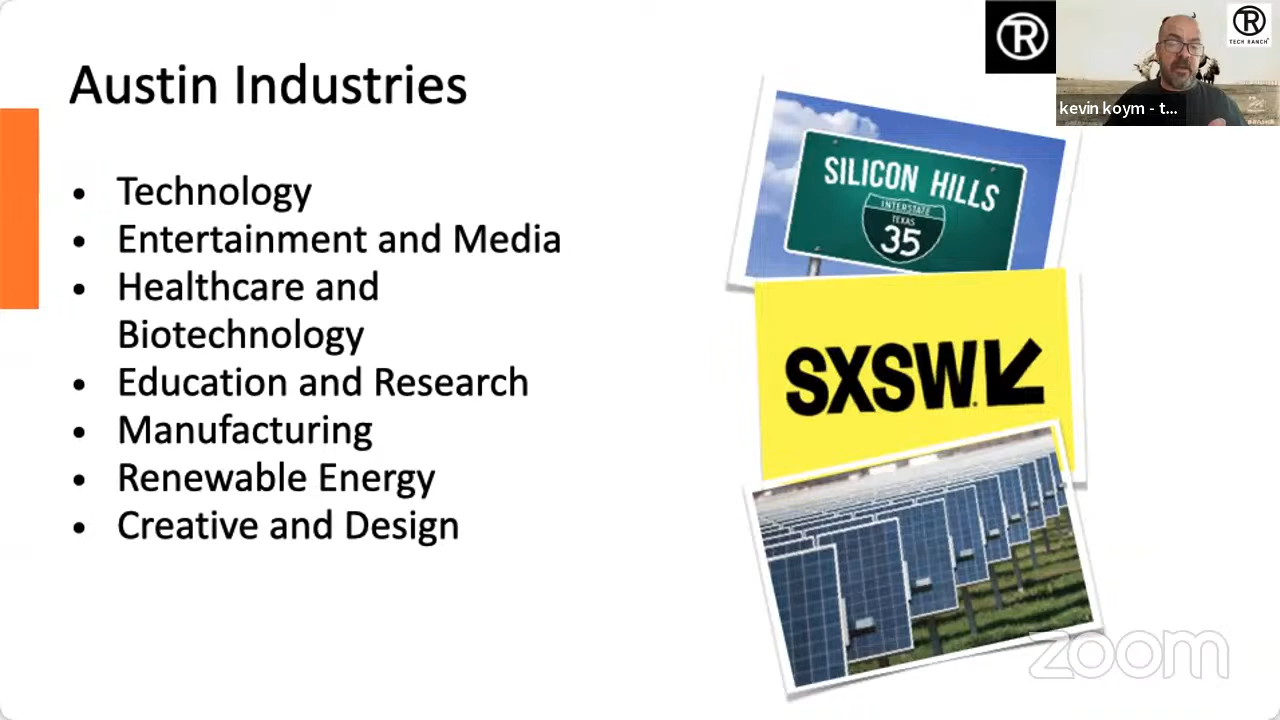 Austin Industries
• Technology
• Entertainment and Media
• Healthcare and
Biotechnology
• Education and Research
• Manufacturing
• Renewable Energy
• Creative and Design
SILICON HILLS
INTERSTATE
TEXAS
35
SXSW
TR
TECH RANCH
kevin koym - t...
zoom